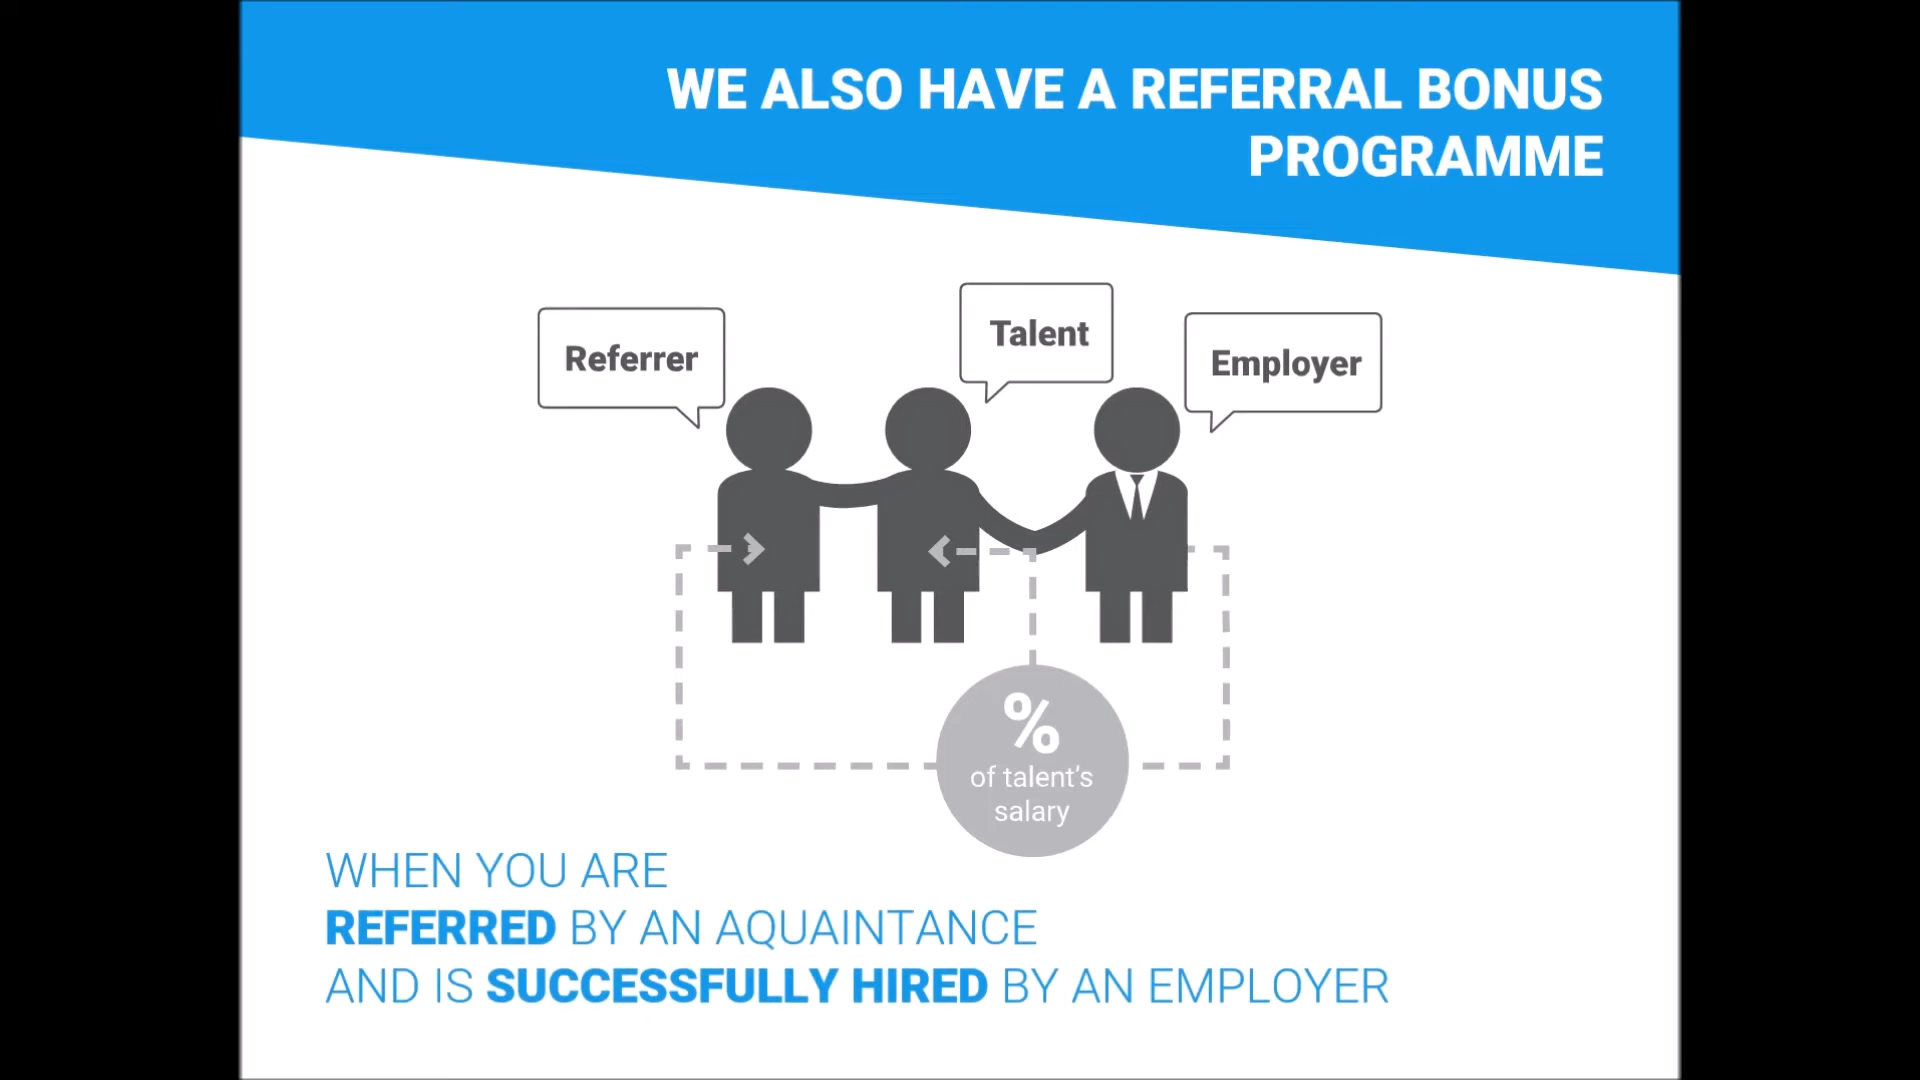 WE ALSO HAVE A REFERRAL BONUS
PROGRAMME
Referrer
Talent
Employer
%
of talent's
salary
WHEN YOU ARE
REFERRED BY AN AQUAINTANCE
AND IS SUCCESSFULLY HIRED BY AN EMPLOYER